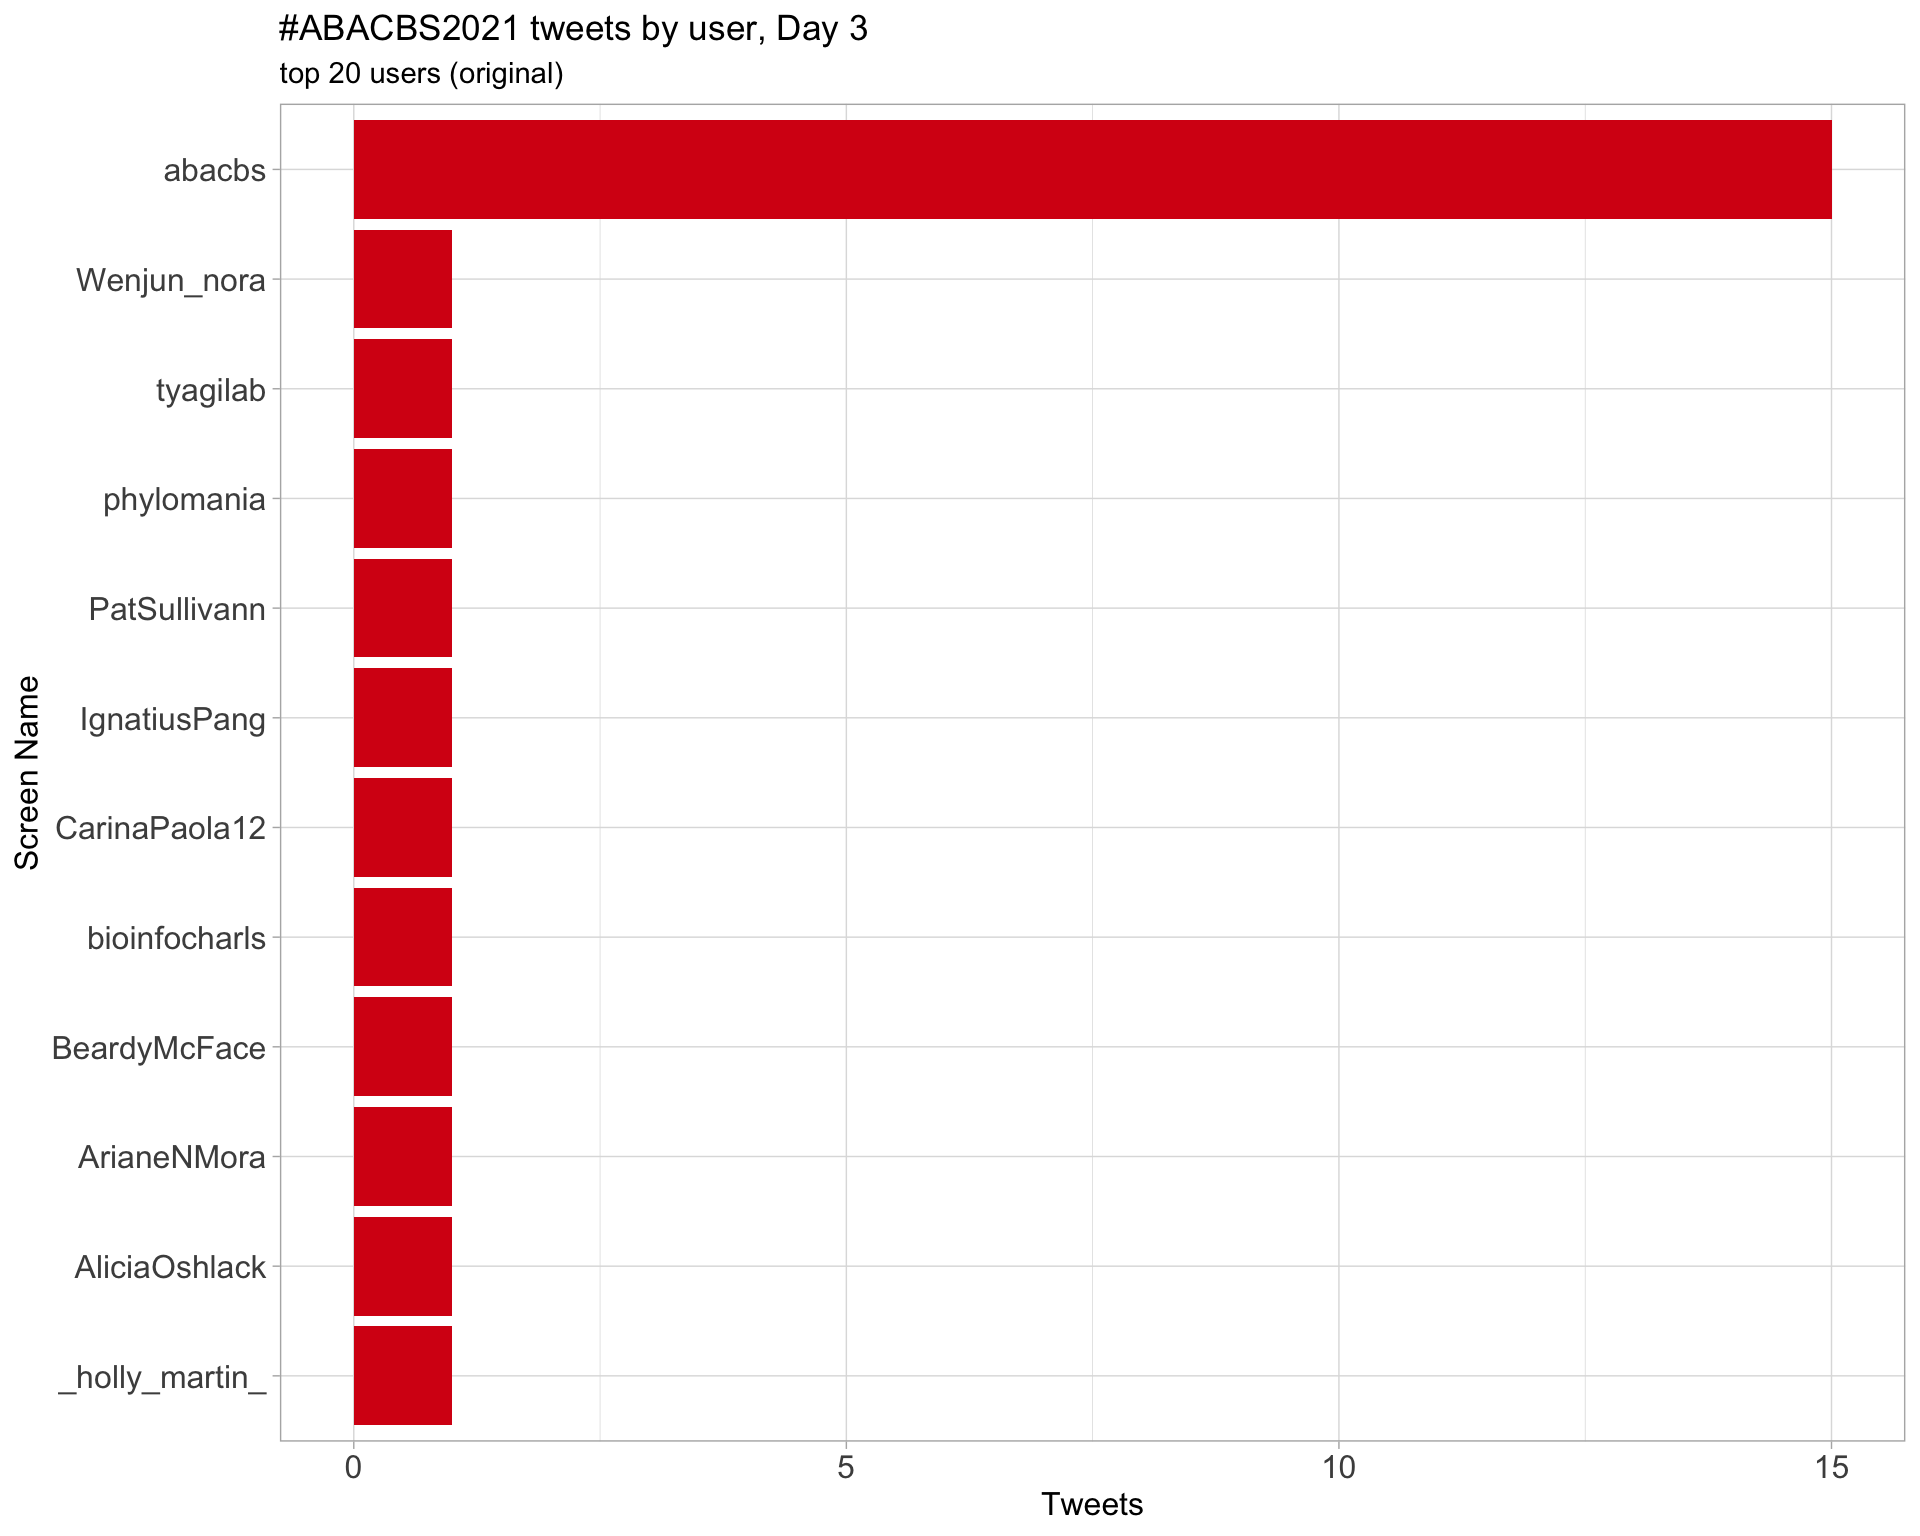 #ABACBS2021 tweets by user, Day 3
top 20 users (original)
Screen Name
abacbs
Wenjun_nora
tyagilab
phylomania
PatSullivann
IgnatiusPang
CarinaPaola12
bioinfocharls
BeardyMcFace
ArianeNMora
AliciaOshlack
_holly_martin_
0 5 10 15
Tweets